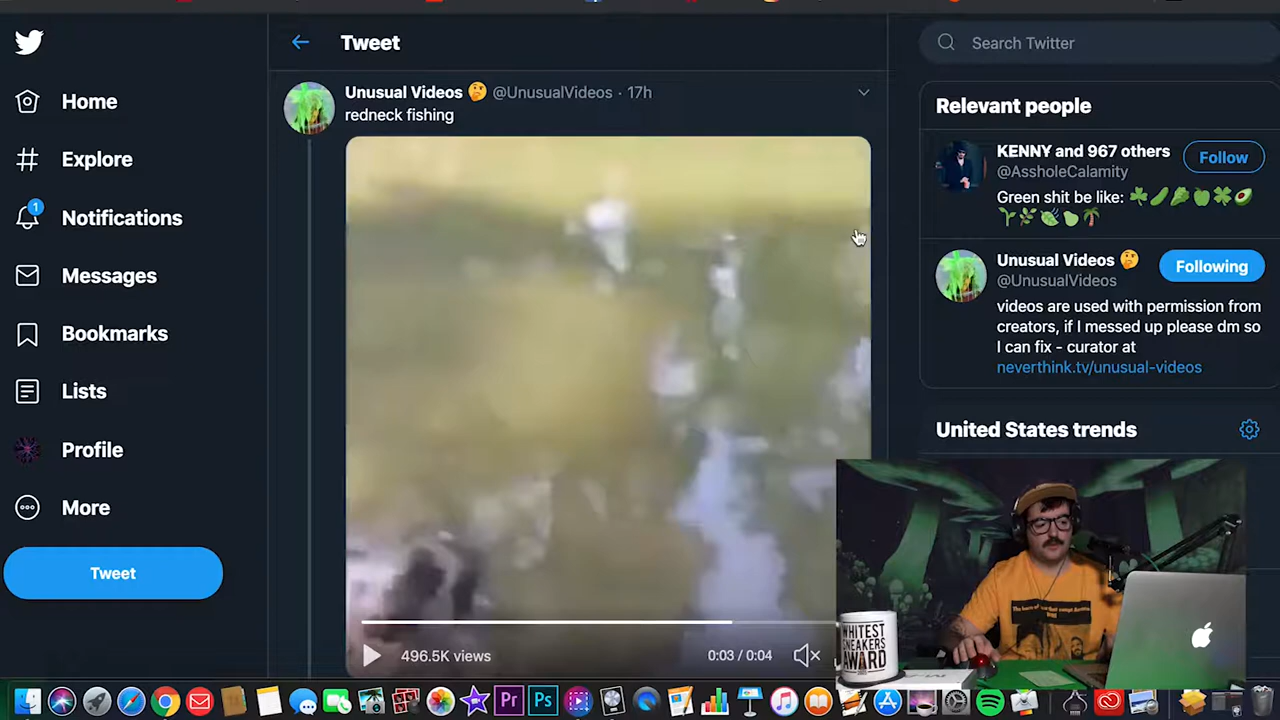 Tweet
Search Twitter
Home
Explore
1
Notifications
Messages
Bookmarks
Lists
Profile
More
Tweet
Unusual Videos 🤔 @UnusualVideos · 17h
redneck fishing
496.5K views
0:03 / 0:04
Relevant people
KENNY and 967 others
@AssholeCalamity
Follow
Green shit be like:
Unusual Videos 🤔
@UnusualVideos
Following
videos are used with permission from
creators, if I messed up please dm so
I can fix - curator at
neverthink.tv/unusual-videos
United States trends
WHITEST
SNEAKERS
AWARD
Pr
Ps